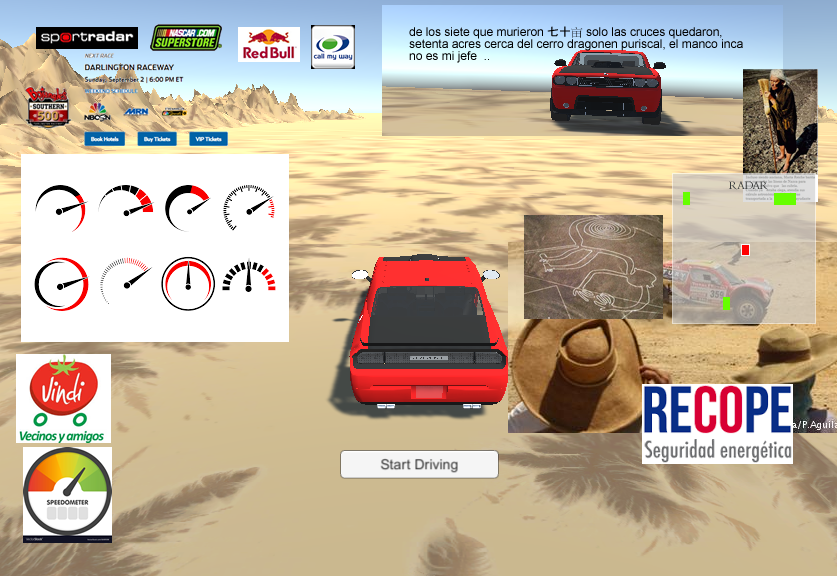 sportradar
NASCAR.COM
SUPERSTORE
Red Bull
call my way
de los siete que murieron 七十亩 solo las cruces quedaron,
setenta acres cerca del cerro dragonen puriscal, el manco inca
no es mi jefe ..
NEXT RACE
DARLINGTON RACEWAY
Sunday, September 2 | 6:00 PM ET
SOUTHERN
500
NBCSN
MRN
Book Hotels
Buy Tickets
VIP Tickets
RADAR
359
Vindi
Vecinos y amigos
SPEEDOMETER
RECOPE
Seguridad energética
a/P.Aguila
Start Driving